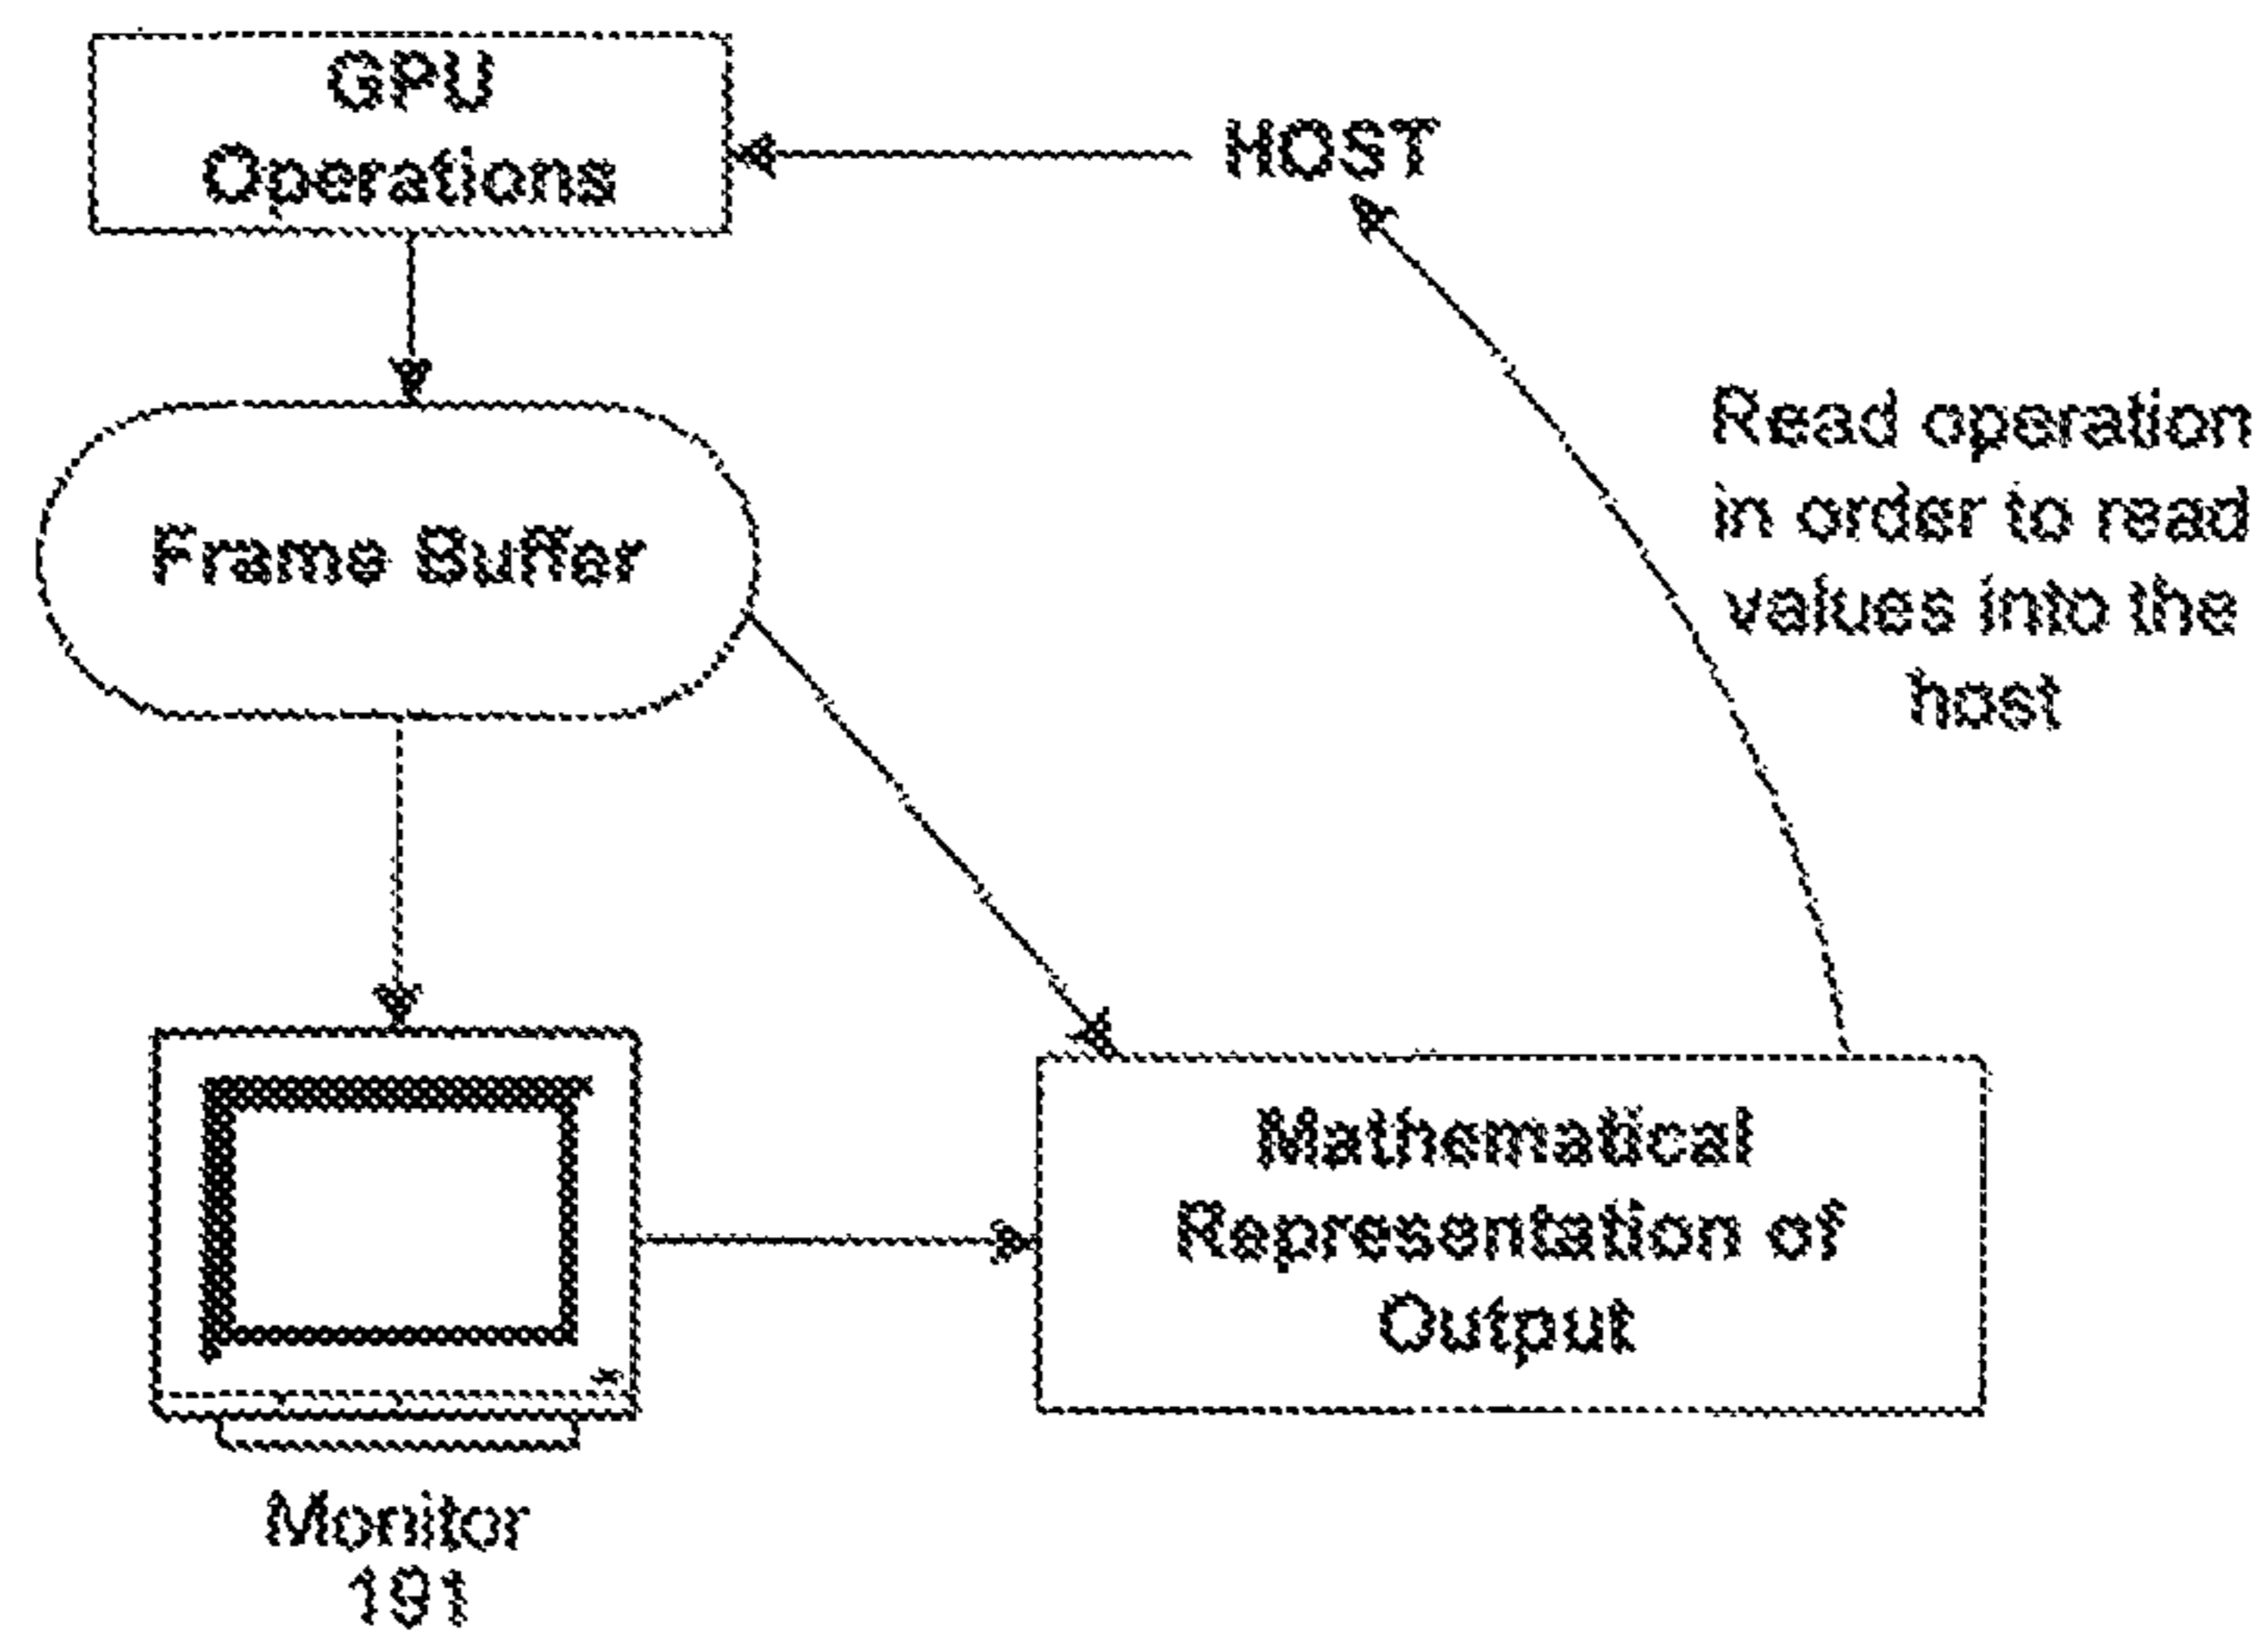 GPU
Operations
HOST
Frame Buffer
Read operation
in order to read
values into the
host
Mathematical
Representation of
Output
Monitor
191